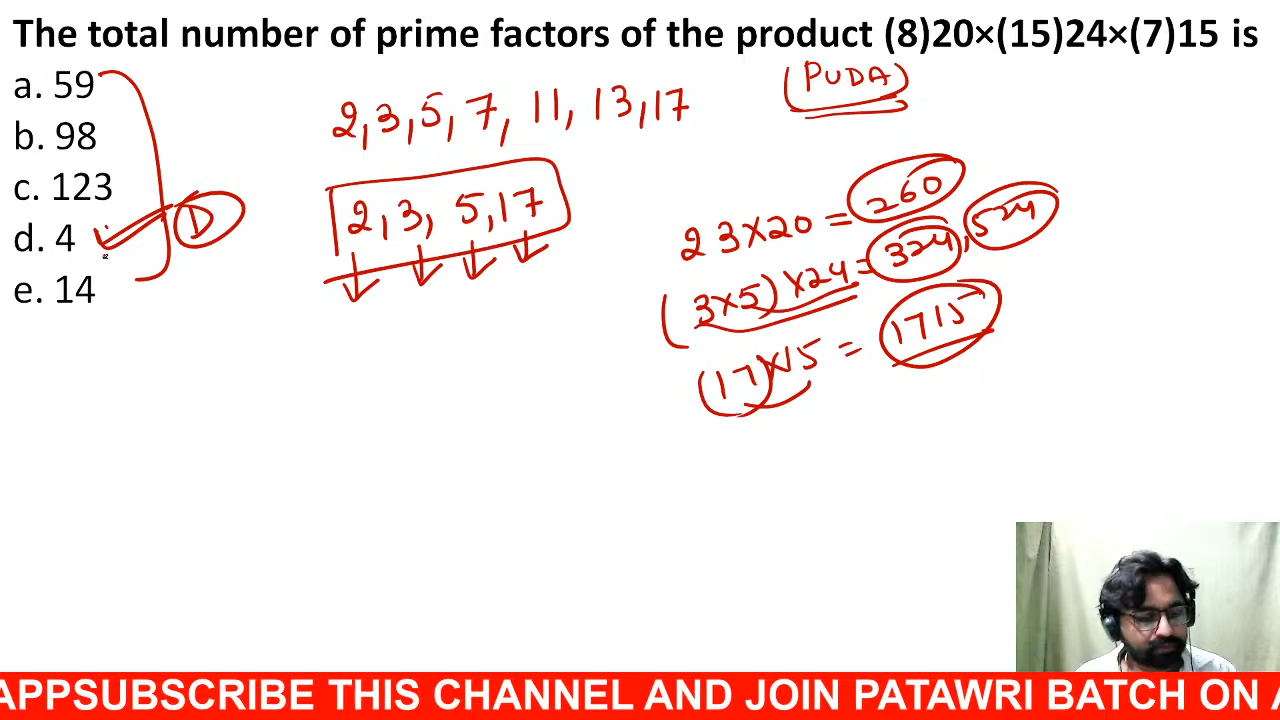 The total number of prime factors of the product (8)20×(15)24×(7)15 is
a. 59
b. 98
c. 123
d. 4
e. 14
(PUDA)
2,3,5,7,11,13,17
2,3, 5,17
D
23×20 = 260
(3×5)×24 = 324, 524
(17)×15 = 1715
APPSUBSCRIBE THIS CHANNEL AND JOIN PATAWRI BATCH ON A